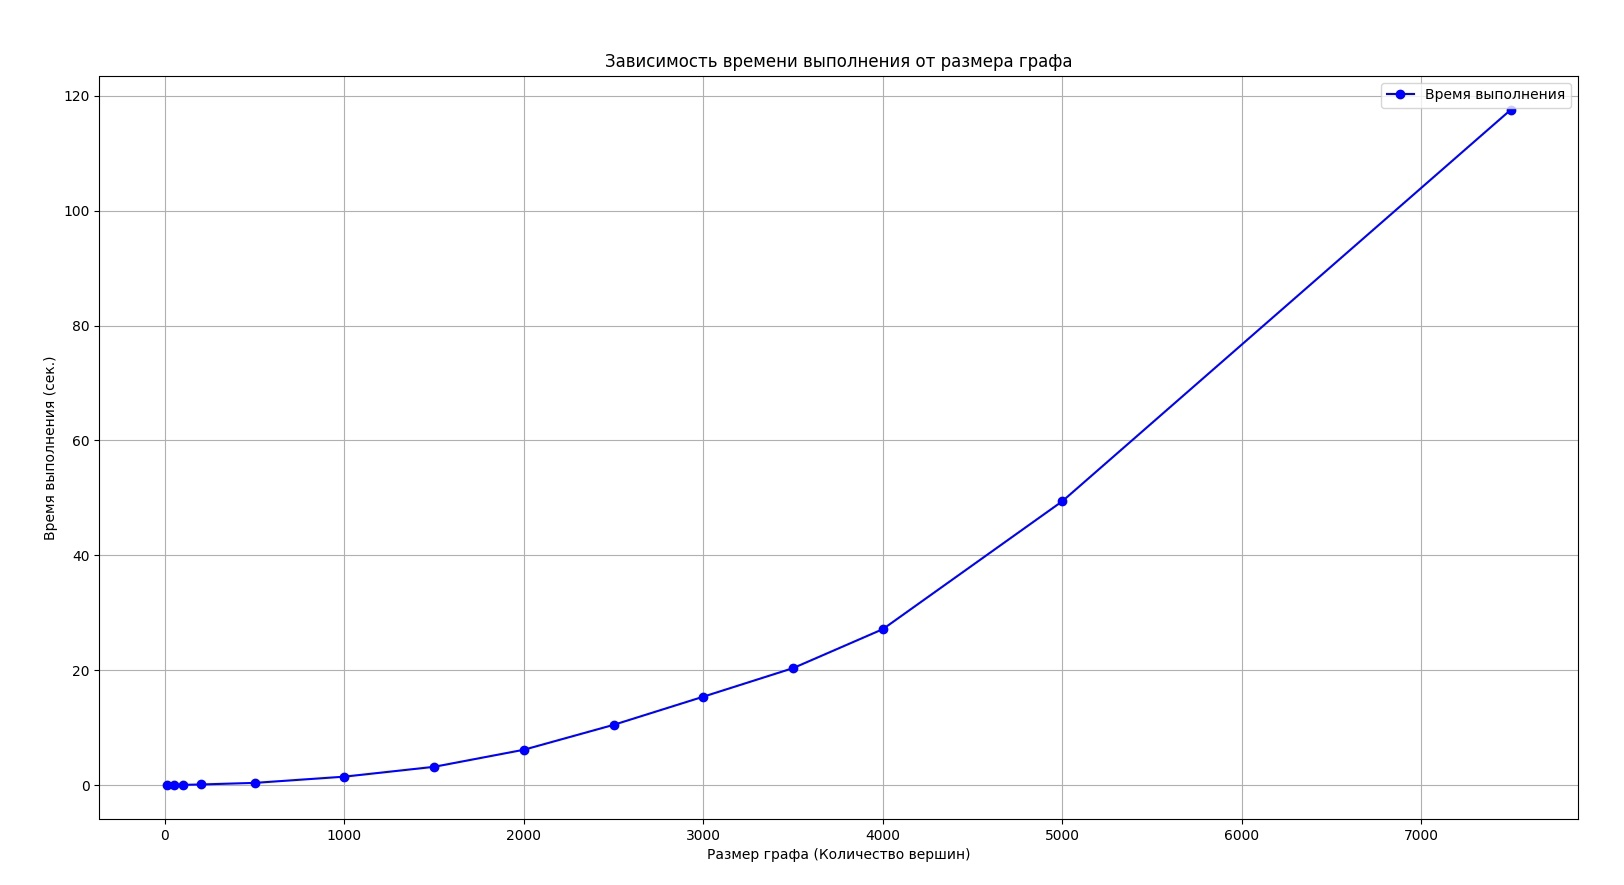 Зависимость времени выполнения от размера графа
Время выполнения
120
100
80
60
40
20
0
Время выполнения (сек.)
0 1000 2000 3000 4000 5000 6000 7000
Размер графа (Количество вершин)